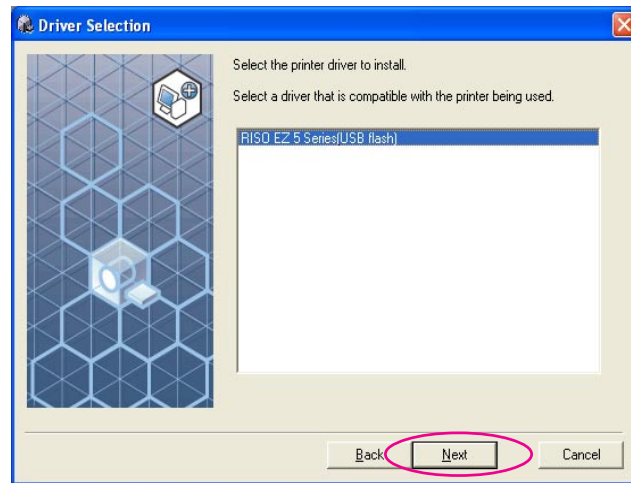 Driver Selection
Select the printer driver to install.
Select a driver that is compatible with the printer being used.
RISO EZ 5 Series(USB flash)
Back
Next
Cancel